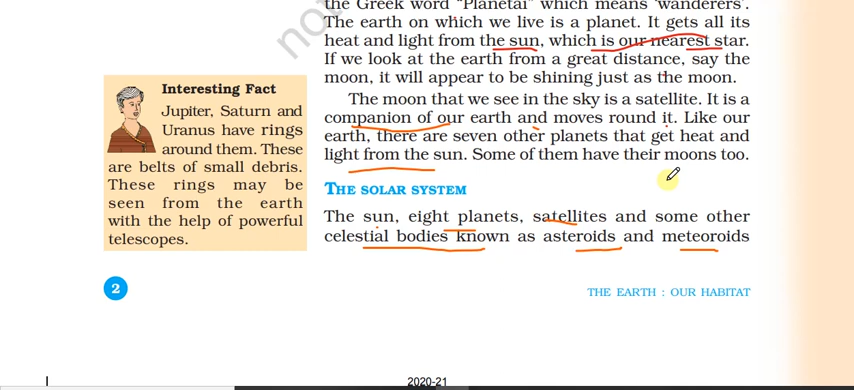 the Greek word "Planetai" which means 'wanderers'.
The earth on which we live is a planet. It gets all its
heat and light from the sun, which is our nearest star.
If we look at the earth from a great distance, say the
moon, it will appear to be shining just as the moon.
The moon that we see in the sky is a satellite. It is a
companion of our earth and moves round it. Like our
earth, there are seven other planets that get heat and
light from the sun. Some of them have their moons too.
THE SOLAR SYSTEM
The sun, eight planets, satellites and some other
celestial bodies known as asteroids and meteoroids
Interesting Fact
Jupiter, Saturn and
Uranus have rings
around them. These
are belts of small debris.
These rings may be
seen from the earth
with the help of powerful
telescopes.
2
THE EARTH : OUR HABITAT
2020-21